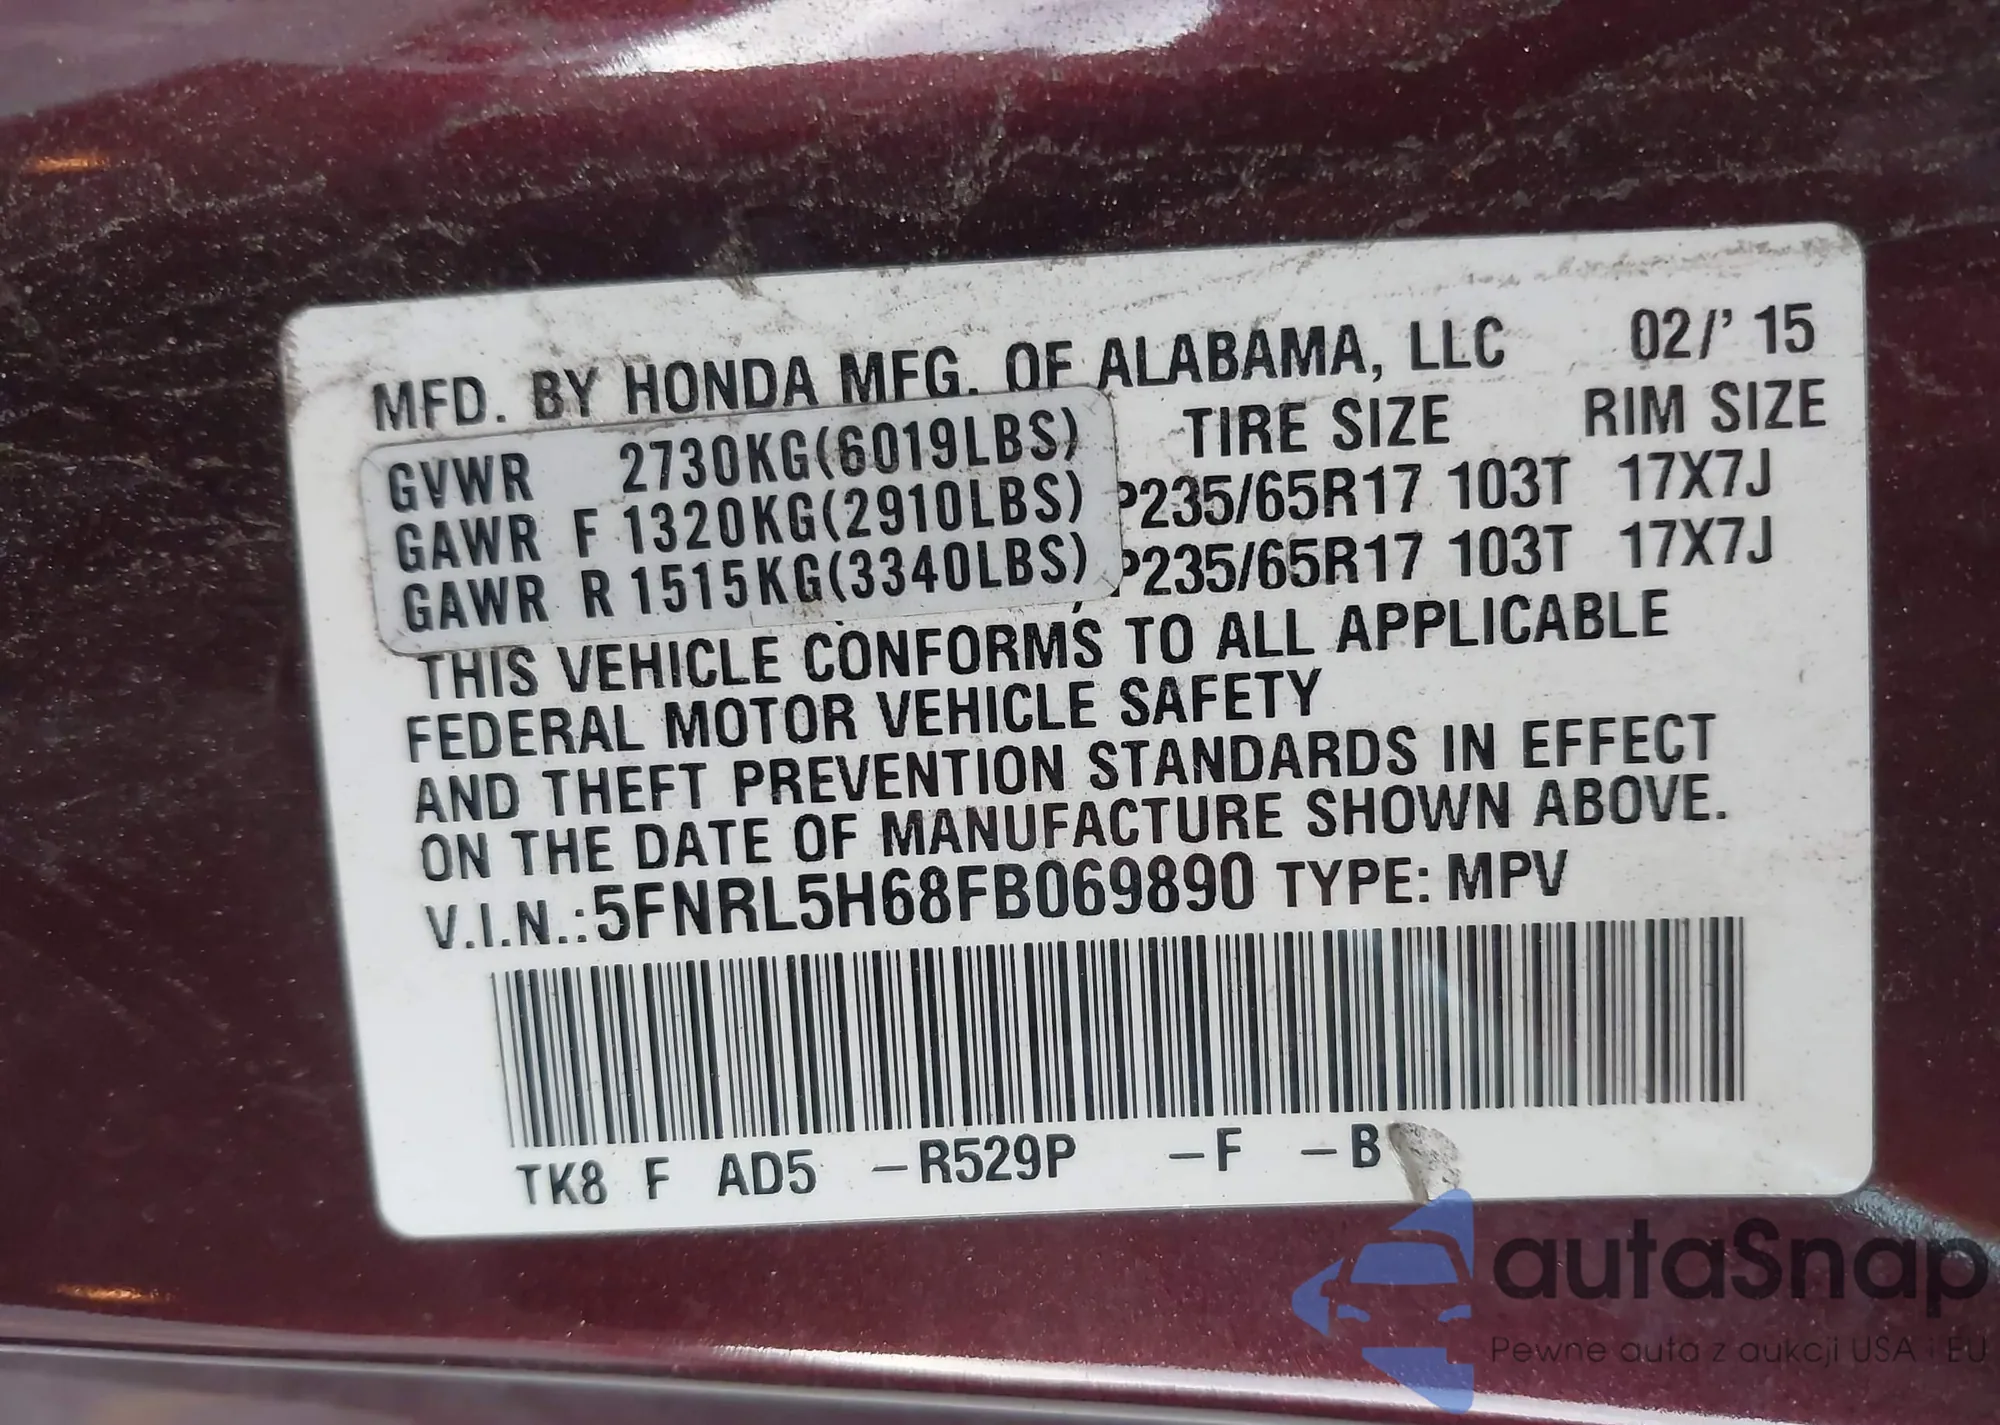 MFD. BY HONDA MFG. OF ALABAMA, LLC 02/' 15
TIRE SIZE RIM SIZE
GVWR 2730KG(6019LBS)
GAWR F 1320KG(2910LBS) P235/65R17 103T 17X7J
GAWR R 1515KG(3340LBS) P235/65R17 103T 17X7J
THIS VEHICLE CONFORMS TO ALL APPLICABLE
FEDERAL MOTOR VEHICLE SAFETY
AND THEFT PREVENTION STANDARDS IN EFFECT
ON THE DATE OF MANUFACTURE SHOWN ABOVE.
V.I.N.:5FNRL5H68FB069890 TYPE: MPV
TK8 F AD5 -R529P -F -B
autaSnap
Pewne auta z aukcji USA i EU